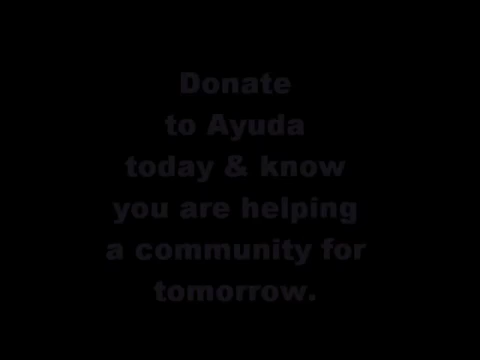 Donate
to Ayuda
today & know
you are helping
a community for
tomorrow.